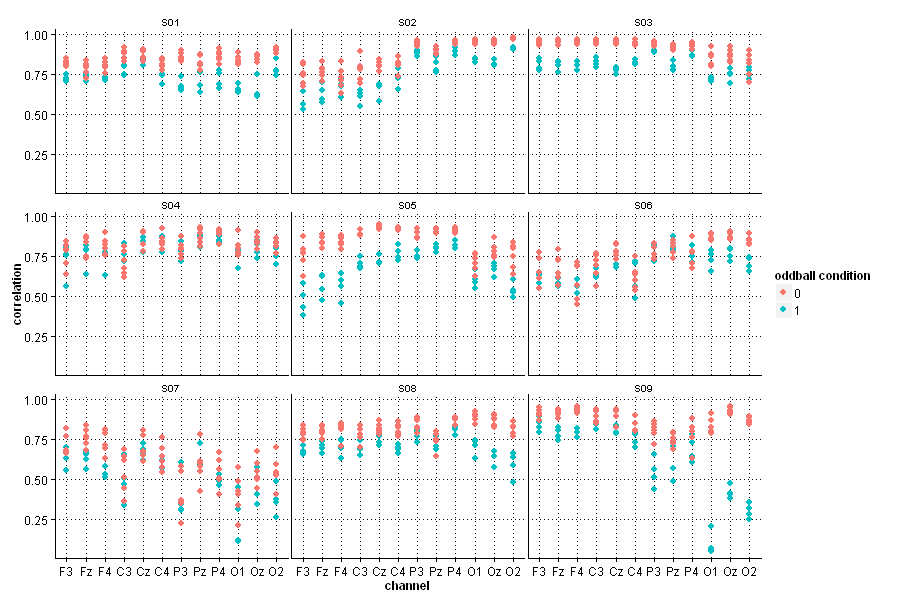 S01 S02 S03
1.00
0.75
0.50
0.25
S04 S05 S06
1.00
0.75
0.50
0.25
correlation
oddball condition
0
1
S07 S08 S09
1.00
0.75
0.50
0.25
F3 Fz F4 C3 Cz C4 P3 Pz P4 O1 Oz O2 F3 Fz F4 C3 Cz C4 P3 Pz P4 O1 Oz O2 F3 Fz F4 C3 Cz C4 P3 Pz P4 O1 Oz O2
channel